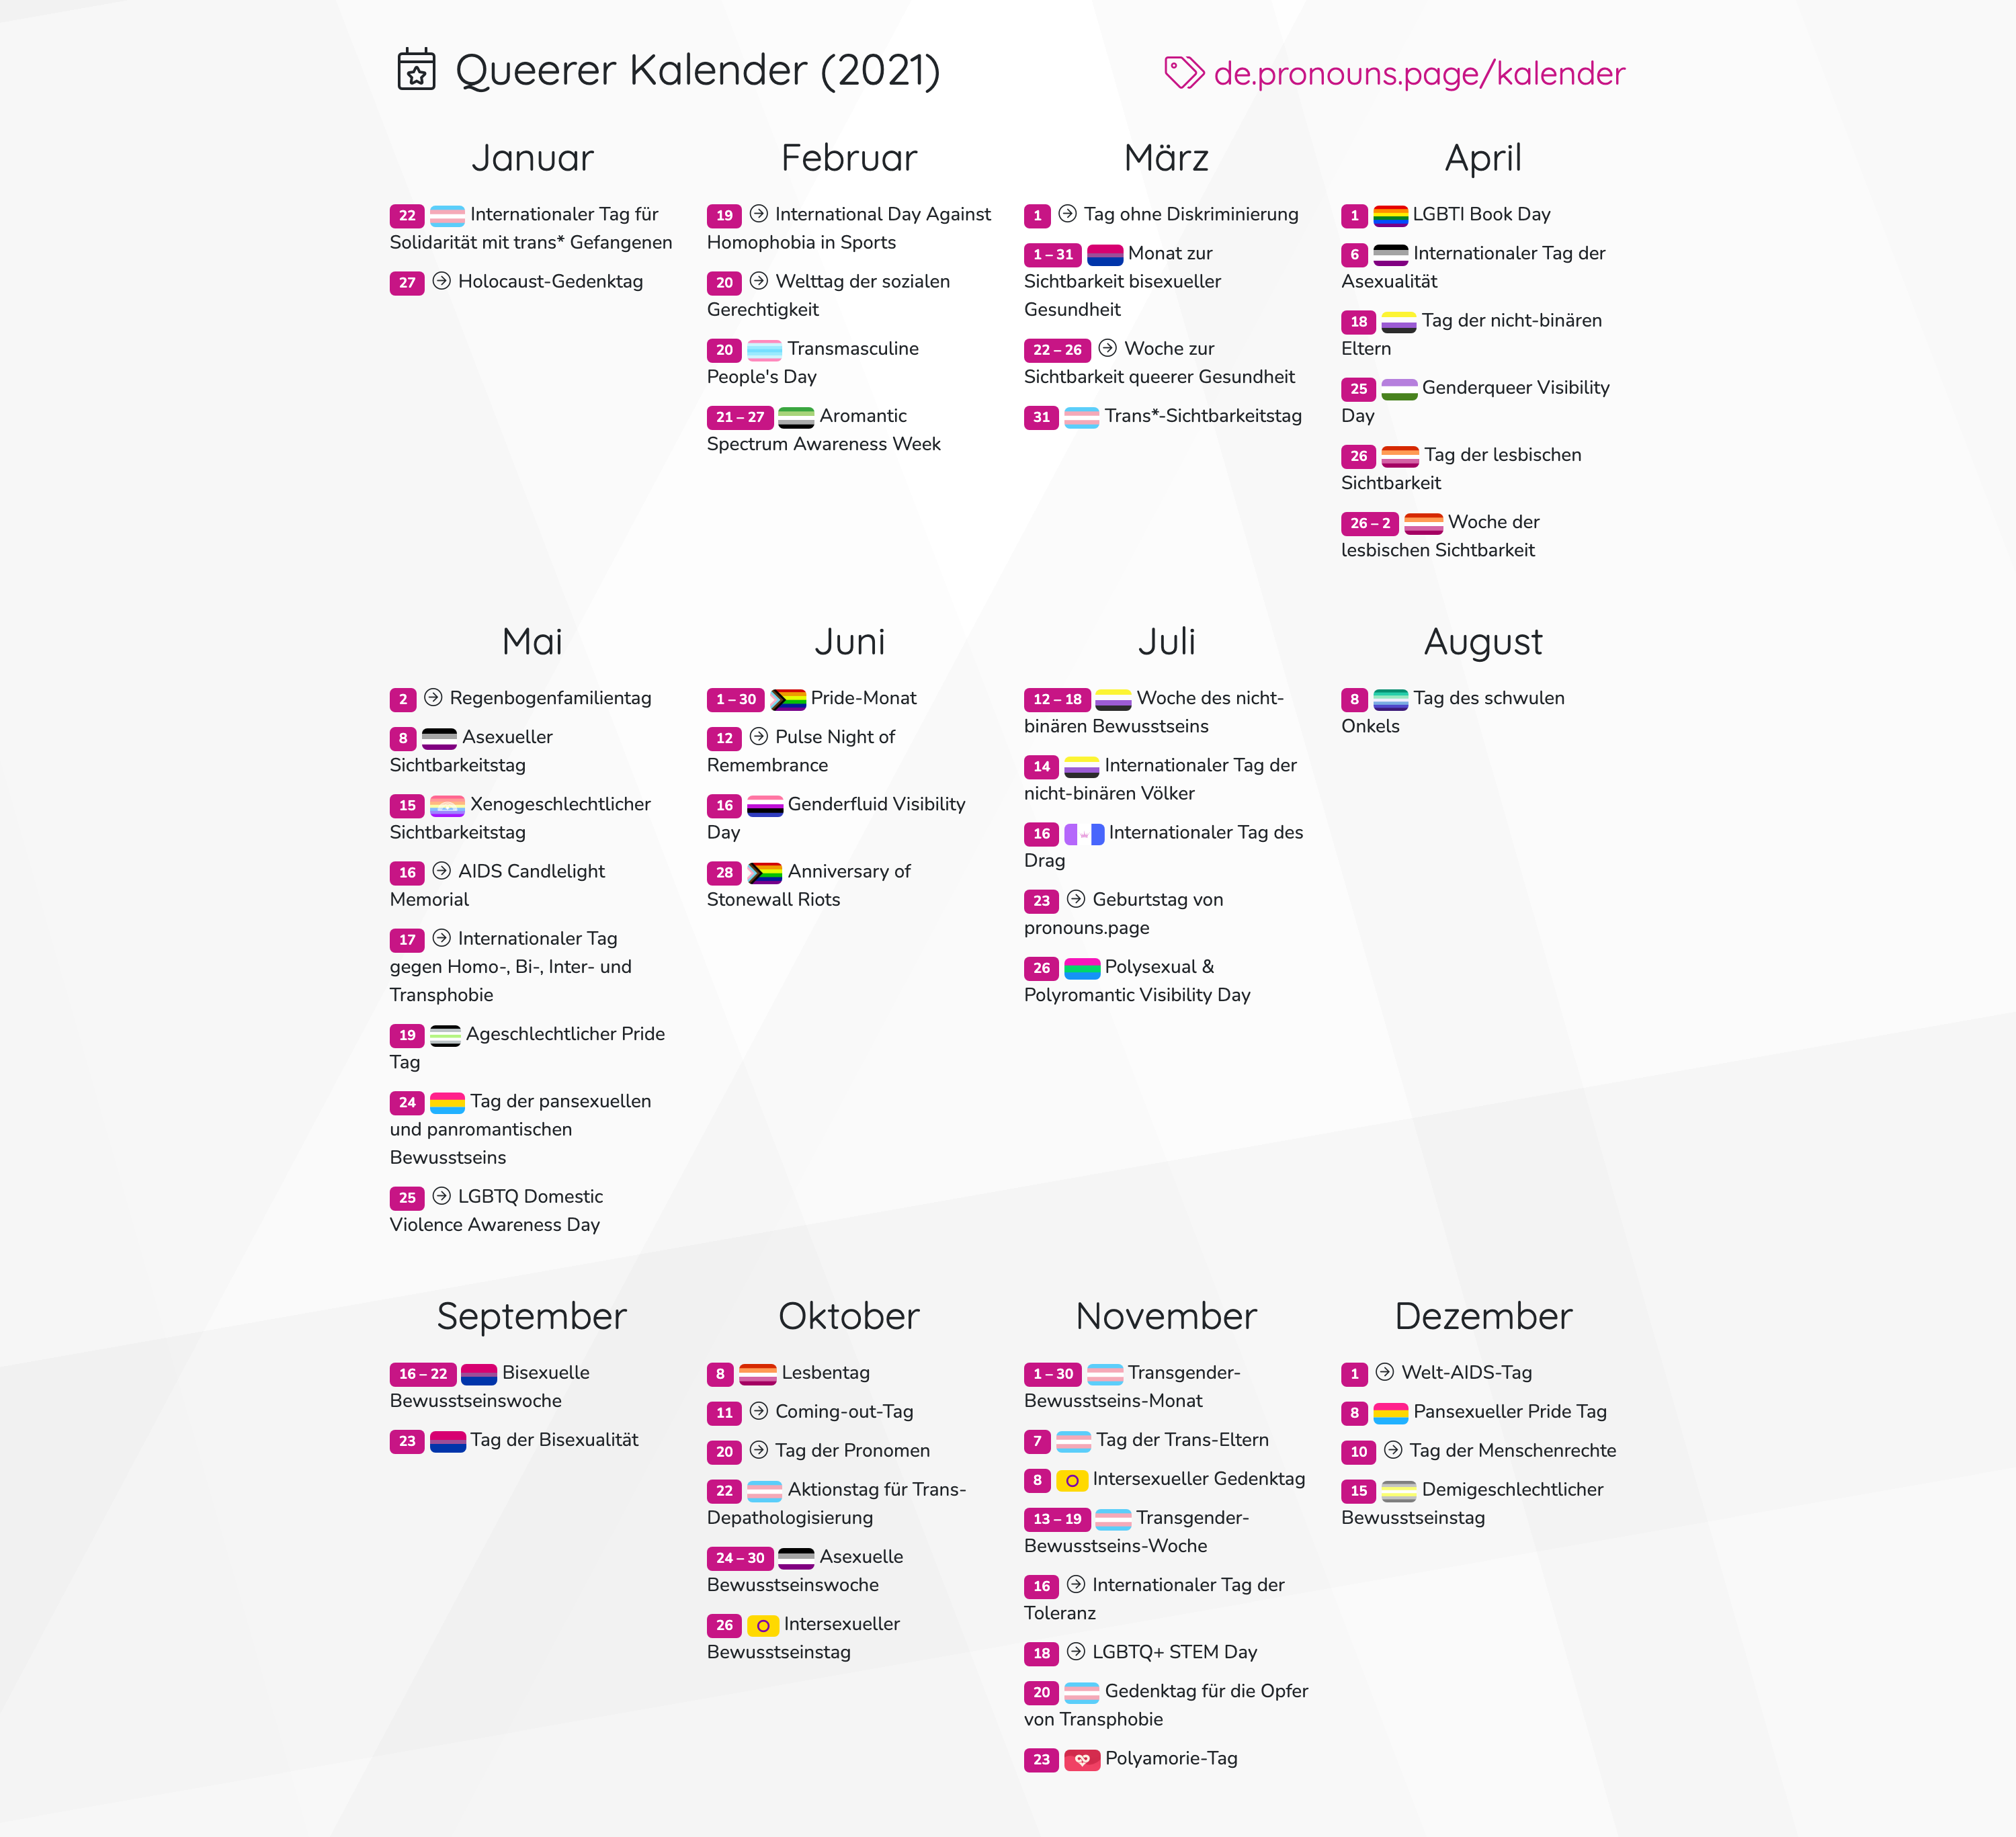 Queerer Kalender (2021)
de.pronouns.page/kalender
Januar
22 Internationaler Tag für
Solidarität mit trans* Gefangenen
27 Holocaust-Gedenktag
Februar
19 International Day Against
Homophobia in Sports
20 Welttag der sozialen
Gerechtigkeit
20 Transmasculine
People's Day
21 – 27 Aromantic
Spectrum Awareness Week
März
1 Tag ohne Diskriminierung
1 – 31 Monat zur
Sichtbarkeit bisexueller
Gesundheit
22 – 26 Woche zur
Sichtbarkeit queerer Gesundheit
31 Trans*-Sichtbarkeitstag
April
1 LGBTI Book Day
6 Internationaler Tag der
Asexualität
18 Tag der nicht-binären
Eltern
25 Genderqueer Visibility
Day
26 Tag der lesbischen
Sichtbarkeit
26 – 2 Woche der
lesbischen Sichtbarkeit
Mai
2 Regenbogenfamilientag
8 Asexueller
Sichtbarkeitstag
15 Xenogeschlechtlicher
Sichtbarkeitstag
16 AIDS Candlelight
Memorial
17 Internationaler Tag
gegen Homo-, Bi-, Inter- und
Transphobie
19 Ageschlechtlicher Pride
Tag
24 Tag der pansexuellen
und panromantischen
Bewusstseins
25 LGBTQ Domestic
Violence Awareness Day
Juni
1 – 30 Pride-Monat
12 Pulse Night of
Remembrance
16 Genderfluid Visibility
Day
28 Anniversary of
Stonewall Riots
Juli
12 – 18 Woche des nicht-
binären Bewusstseins
14 Internationaler Tag der
nicht-binären Völker
16 Internationaler Tag des
Drag
23 Geburtstag von
pronouns.page
26 Polysexual &
Polyromantic Visibility Day
August
8 Tag des schwulen
Onkels
September
16 – 22 Bisexuelle
Bewusstseinswoche
23 Tag der Bisexualität
Oktober
8 Lesbentag
11 Coming-out-Tag
20 Tag der Pronomen
22 Aktionstag für Trans-
Depathologisierung
24 – 30 Asexuelle
Bewusstseinswoche
26 Intersexueller
Bewusstseinstag
November
1 – 30 Transgender-
Bewusstseins-Monat
7 Tag der Trans-Eltern
8 Intersexueller Gedenktag
13 – 19 Transgender-
Bewusstseins-Woche
16 Internationaler Tag der
Toleranz
18 LGBTQ+ STEM Day
20 Gedenktag für die Opfer
von Transphobie
23 Polyamorie-Tag
Dezember
1 Welt-AIDS-Tag
8 Pansexueller Pride Tag
10 Tag der Menschenrechte
15 Demigeschlechtlicher
Bewusstseinstag